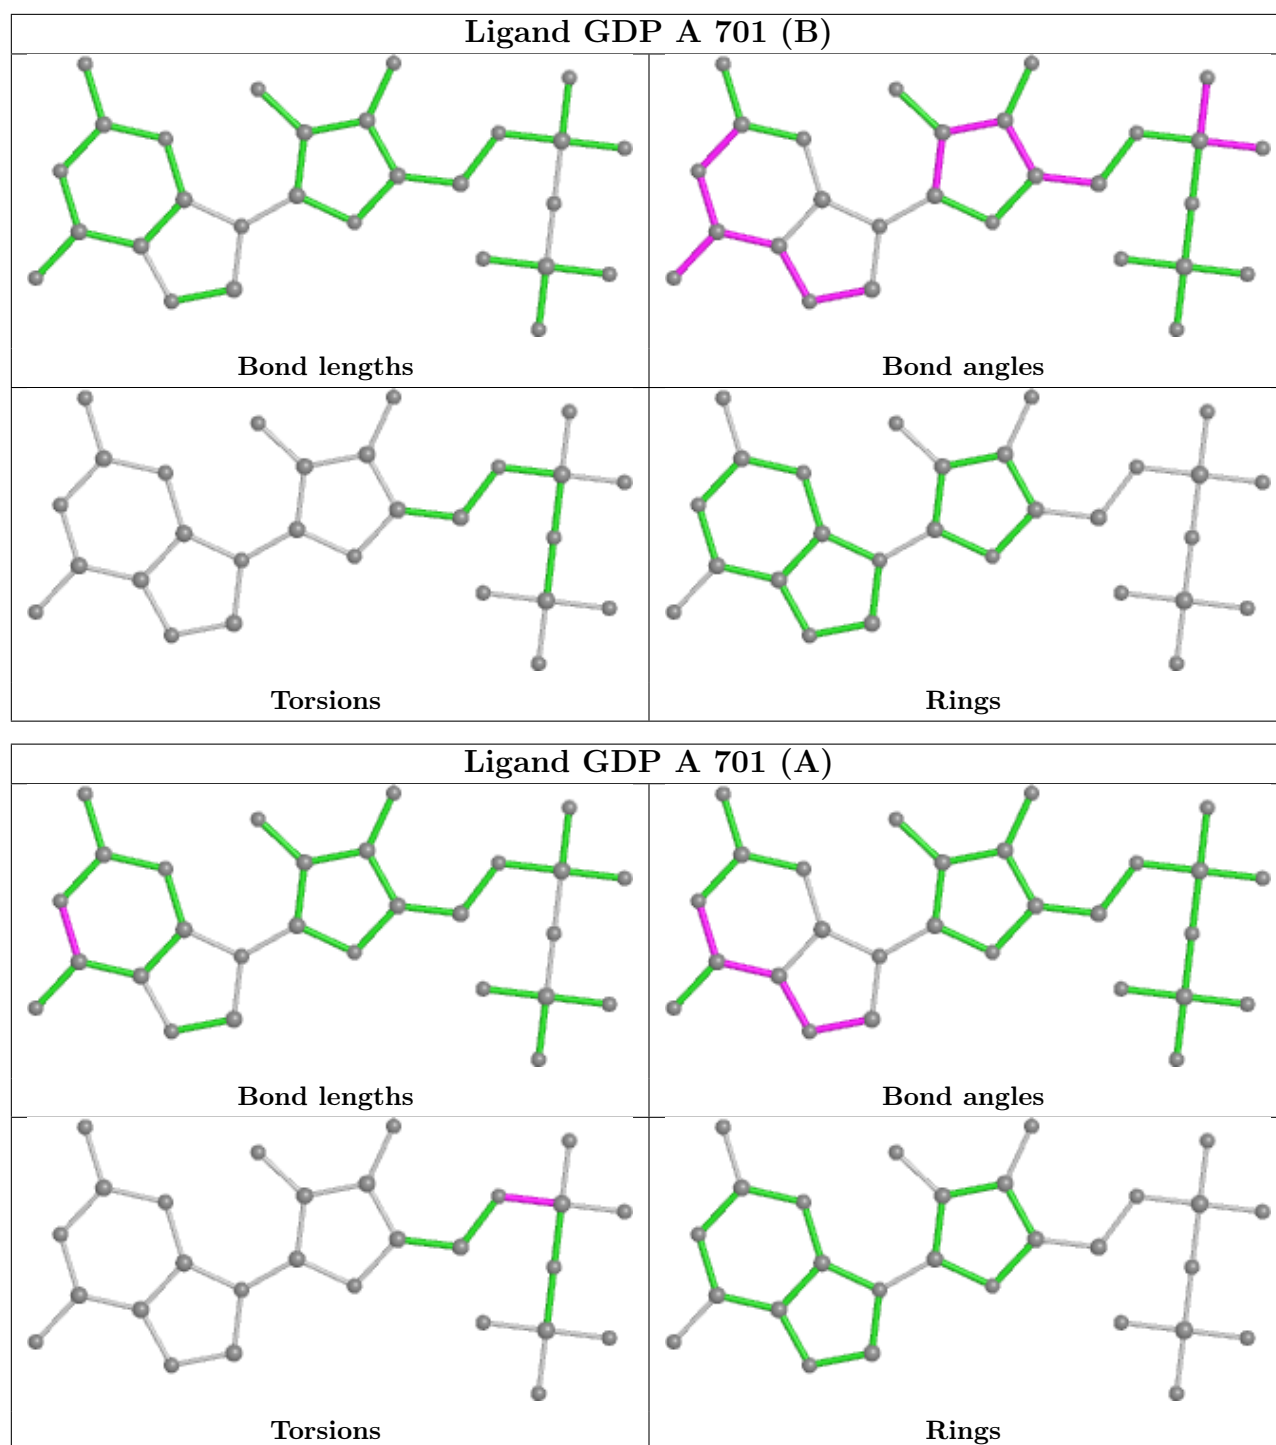 Ligand GDP A 701 (B)
Bond lengths
Bond angles
Torsions
Rings
Ligand GDP A 701 (A)
Bond lengths
Bond angles
Torsions
Rings